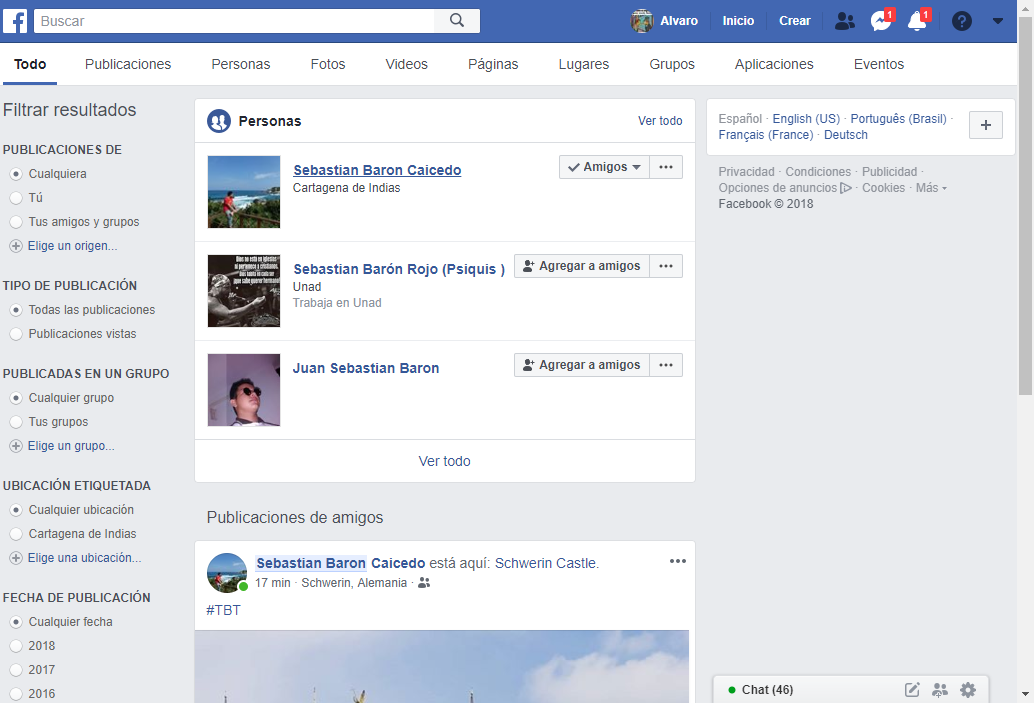 f
Buscar
Alvaro
Inicio
Crear
1
1
?
Todo
Publicaciones
Personas
Fotos
Videos
Páginas
Lugares
Grupos
Aplicaciones
Eventos
Filtrar resultados
PUBLICACIONES DE
Cualquiera
Tú
Tus amigos y grupos
Elige un origen...
TIPO DE PUBLICACIÓN
Todas las publicaciones
Publicaciones vistas
PUBLICADAS EN UN GRUPO
Cualquier grupo
Tus grupos
Elige un grupo...
UBICACIÓN ETIQUETADA
Cualquier ubicación
Cartagena de Indias
Elige una ubicación...
FECHA DE PUBLICACIÓN
Cualquier fecha
2018
2017
2016
Personas
Ver todo
Sebastian Baron Caicedo
Cartagena de Indias
Amigos
Sebastian Barón Rojo (Psiquis )
Unad
Trabaja en Unad
Agregar a amigos
Juan Sebastian Baron
Agregar a amigos
Ver todo
Publicaciones de amigos
Sebastian Baron Caicedo está aquí: Schwerin Castle.
17 min · Schwerin, Alemania ·
#TBT
Español · English (US) · Português (Brasil) ·
Français (France) · Deutsch
Privacidad · Condiciones · Publicidad ·
Opciones de anuncios · Cookies · Más
Facebook © 2018
Chat (46)